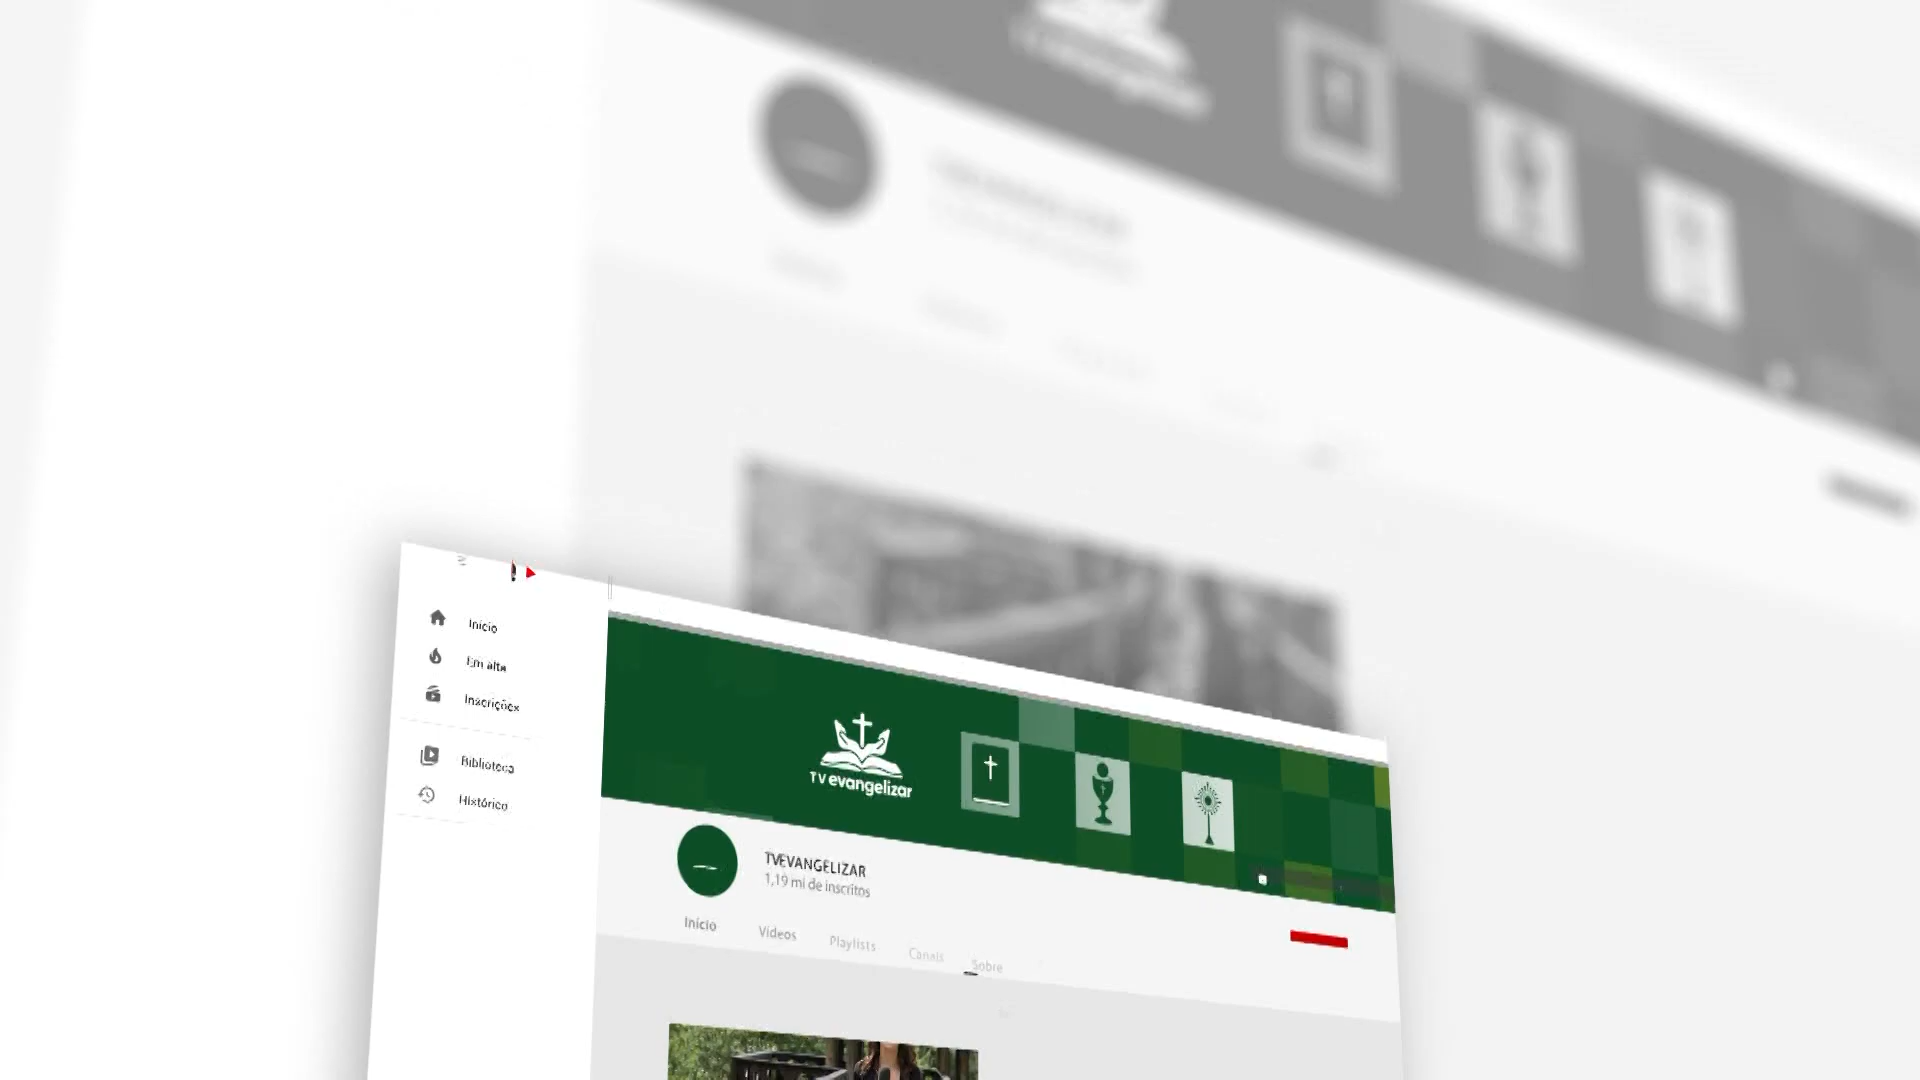 Início
Em alta
Inscrições
Biblioteca
Histórico
TV evangelizar
TVEVANGELIZAR
1,19 mi de inscritos
Início
Vídeos
Playlists
Canais
Sobre